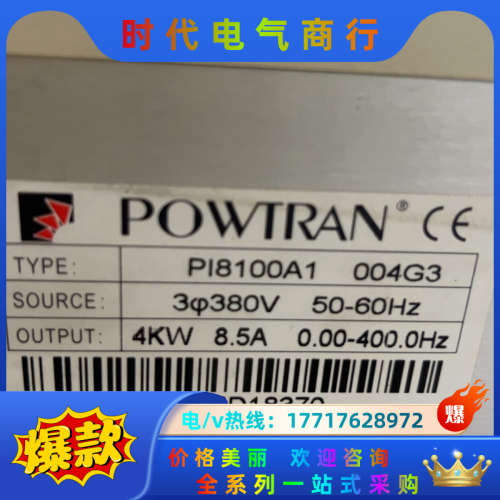 时代电气商行
爆款
POWTRAN® CE
TYPE: PI8100A1 004G3
SOURCE: 3φ380V 50-60Hz
OUTPUT: 4KW 8.5A 0.00-400.0Hz
电/v热线：17717628972
爆
爆款
价格美丽 欢迎咨询
全系列一站式采购